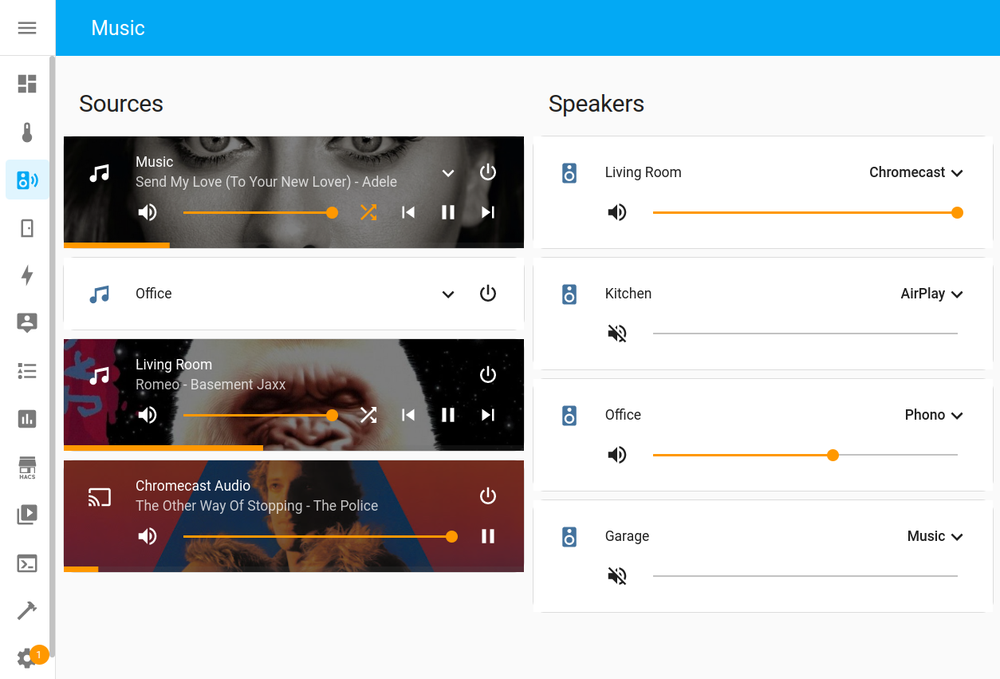 Music
Sources
Music
Send My Love (To Your New Lover) - Adele
Office
Living Room
Romeo - Basement Jaxx
Chromecast Audio
The Other Way Of Stopping - The Police
Speakers
Living Room Chromecast
Kitchen AirPlay
Office Phono
Garage Music
HACS
1